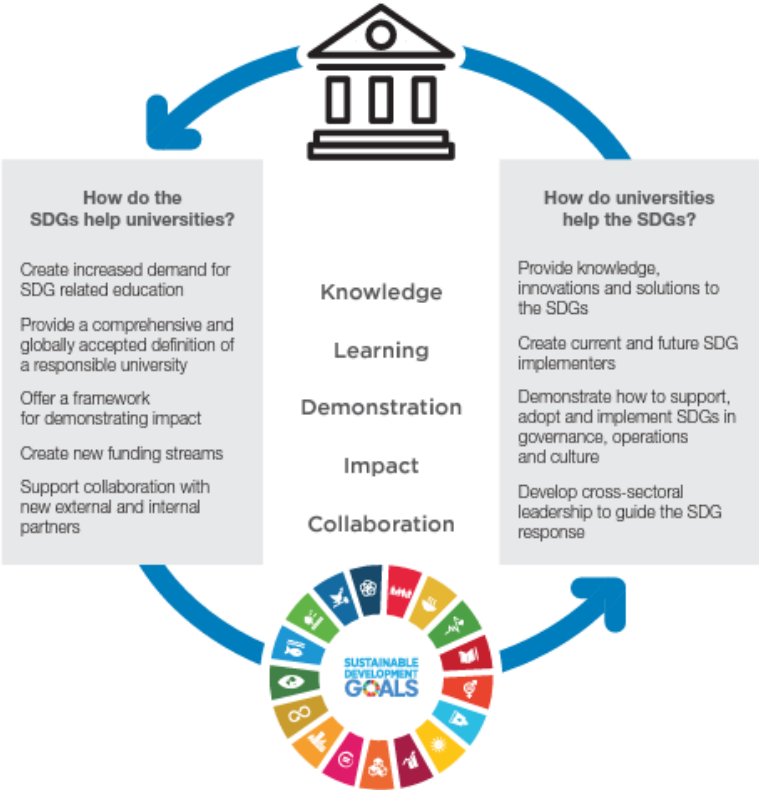 How do the
SDGs help universities?
Create increased demand for
SDG related education
Provide a comprehensive and
globally accepted definition of
a responsible university
Offer a framework
for demonstrating impact
Create new funding streams
Support collaboration with
new external and internal
partners
Knowledge
Learning
Demonstration
Impact
Collaboration
How do universities
help the SDGs?
Provide knowledge,
innovations and solutions to
the SDGs
Create current and future SDG
implementers
Demonstrate how to support,
adopt and implement SDGs in
governance, operations
and culture
Develop cross-sectoral
leadership to guide the SDG
response
SUSTAINABLE
DEVELOPMENT
GOALS